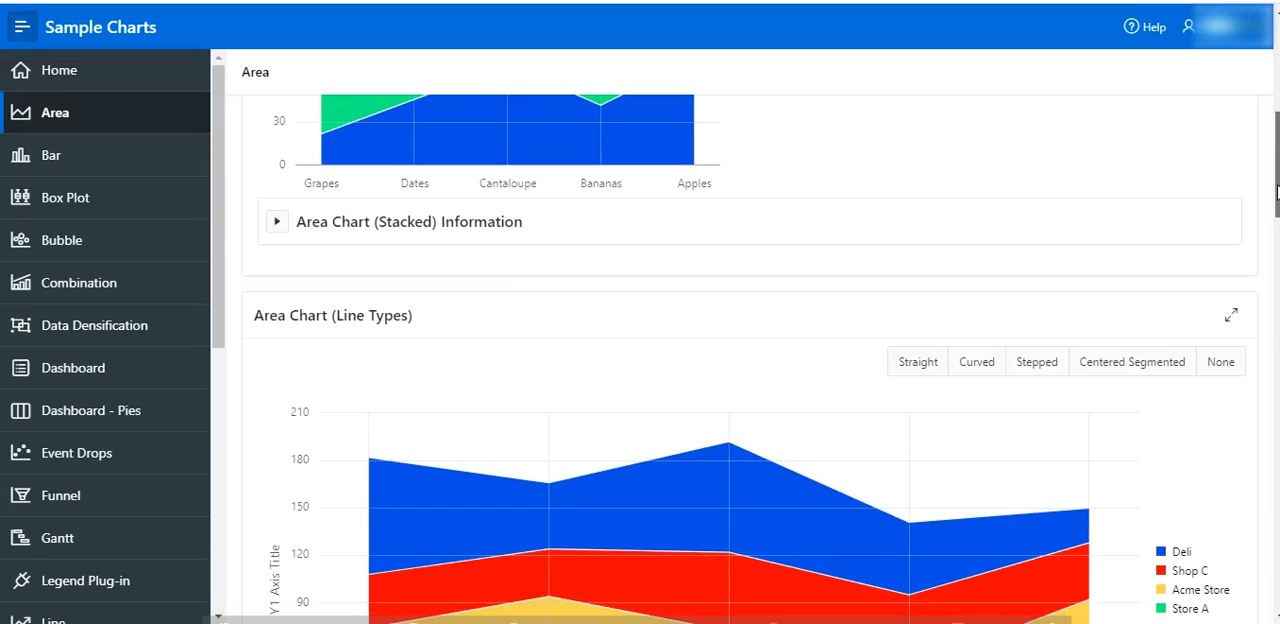 Sample Charts
Help
Home
Area
Bar
Box Plot
Bubble
Combination
Data Densification
Dashboard
Dashboard - Pies
Event Drops
Funnel
Gantt
Legend Plug-in
Line
Area
30
0
Grapes Dates Cantaloupe Bananas Apples
Area Chart (Stacked) Information
Area Chart (Line Types)
Straight Curved Stepped Centered Segmented None
210
180
150
120
90
Y1 Axis Title
Deli
Shop C
Acme Store
Store A